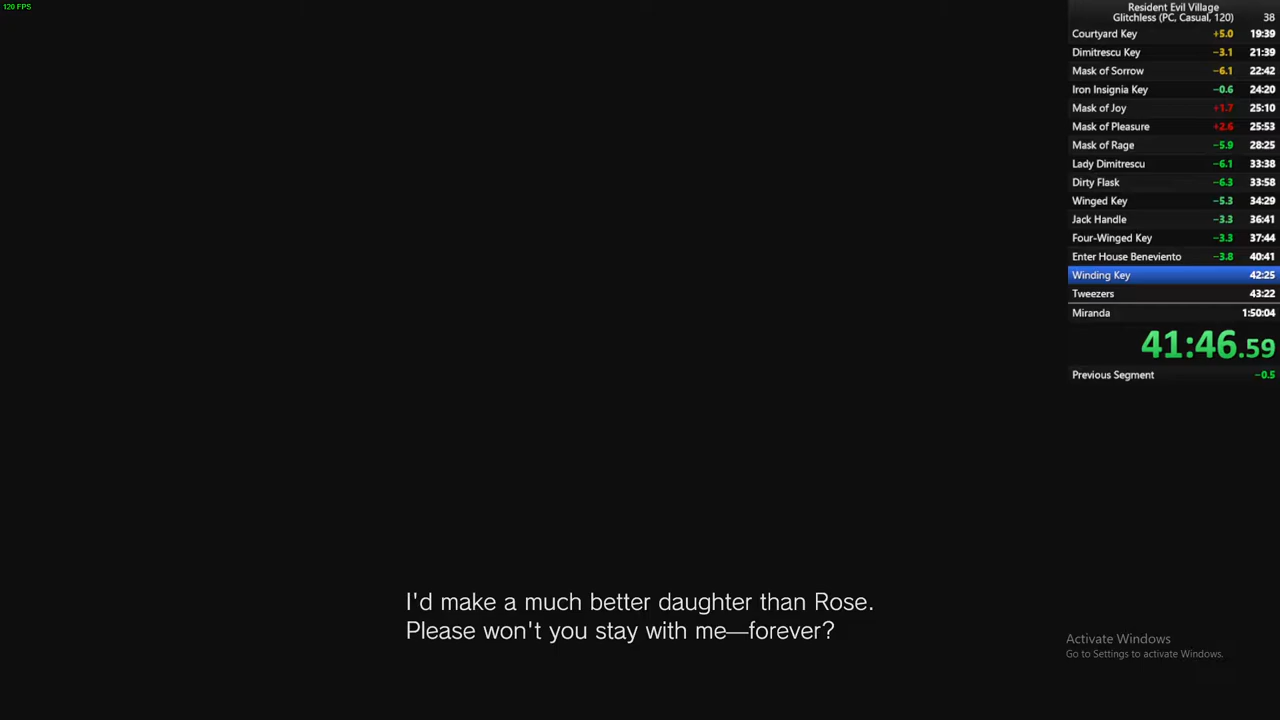 120 FPS
Resident Evil Village
Glitchless (PC, Casual, 120) 38
Courtyard Key +5.0 19:39
Dimitrescu Key −3.1 21:39
Mask of Sorrow −6.1 22:42
Iron Insignia Key −0.6 24:20
Mask of Joy +1.7 25:10
Mask of Pleasure +2.6 25:53
Mask of Rage −5.9 28:25
Lady Dimitrescu −6.1 33:38
Dirty Flask −6.3 33:58
Winged Key −5.3 34:29
Jack Handle −3.3 36:41
Four-Winged Key −3.3 37:44
Enter House Beneviento −3.8 40:41
Winding Key 42:25
Tweezers 43:22
Miranda 1:50:04
41:46.59
Previous Segment −0.5
I'd make a much better daughter than Rose.
Please won't you stay with me—forever?
Activate Windows
Go to Settings to activate Windows.